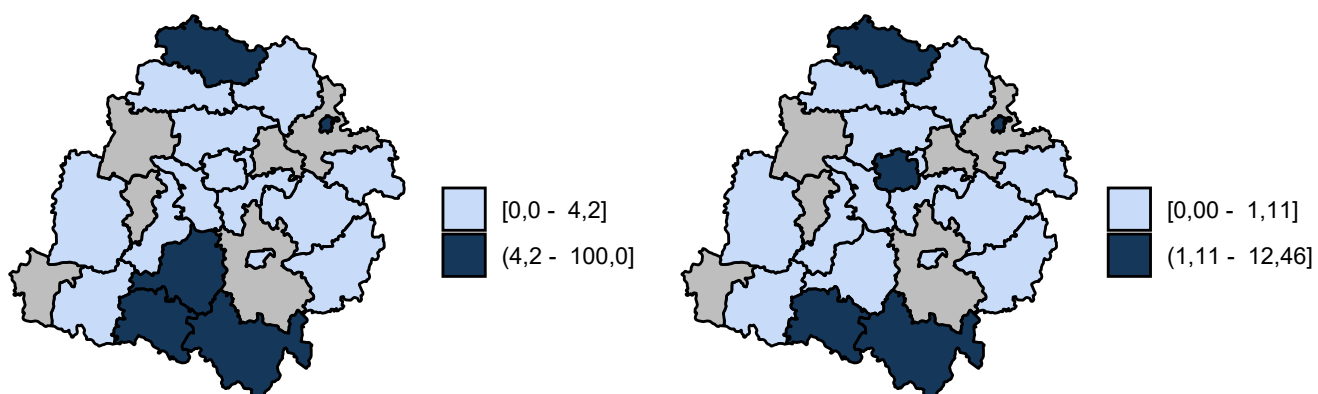 [0,0 - 4,2]
(4,2 - 100,0]
[0,00 - 1,11]
(1,11 - 12,46]